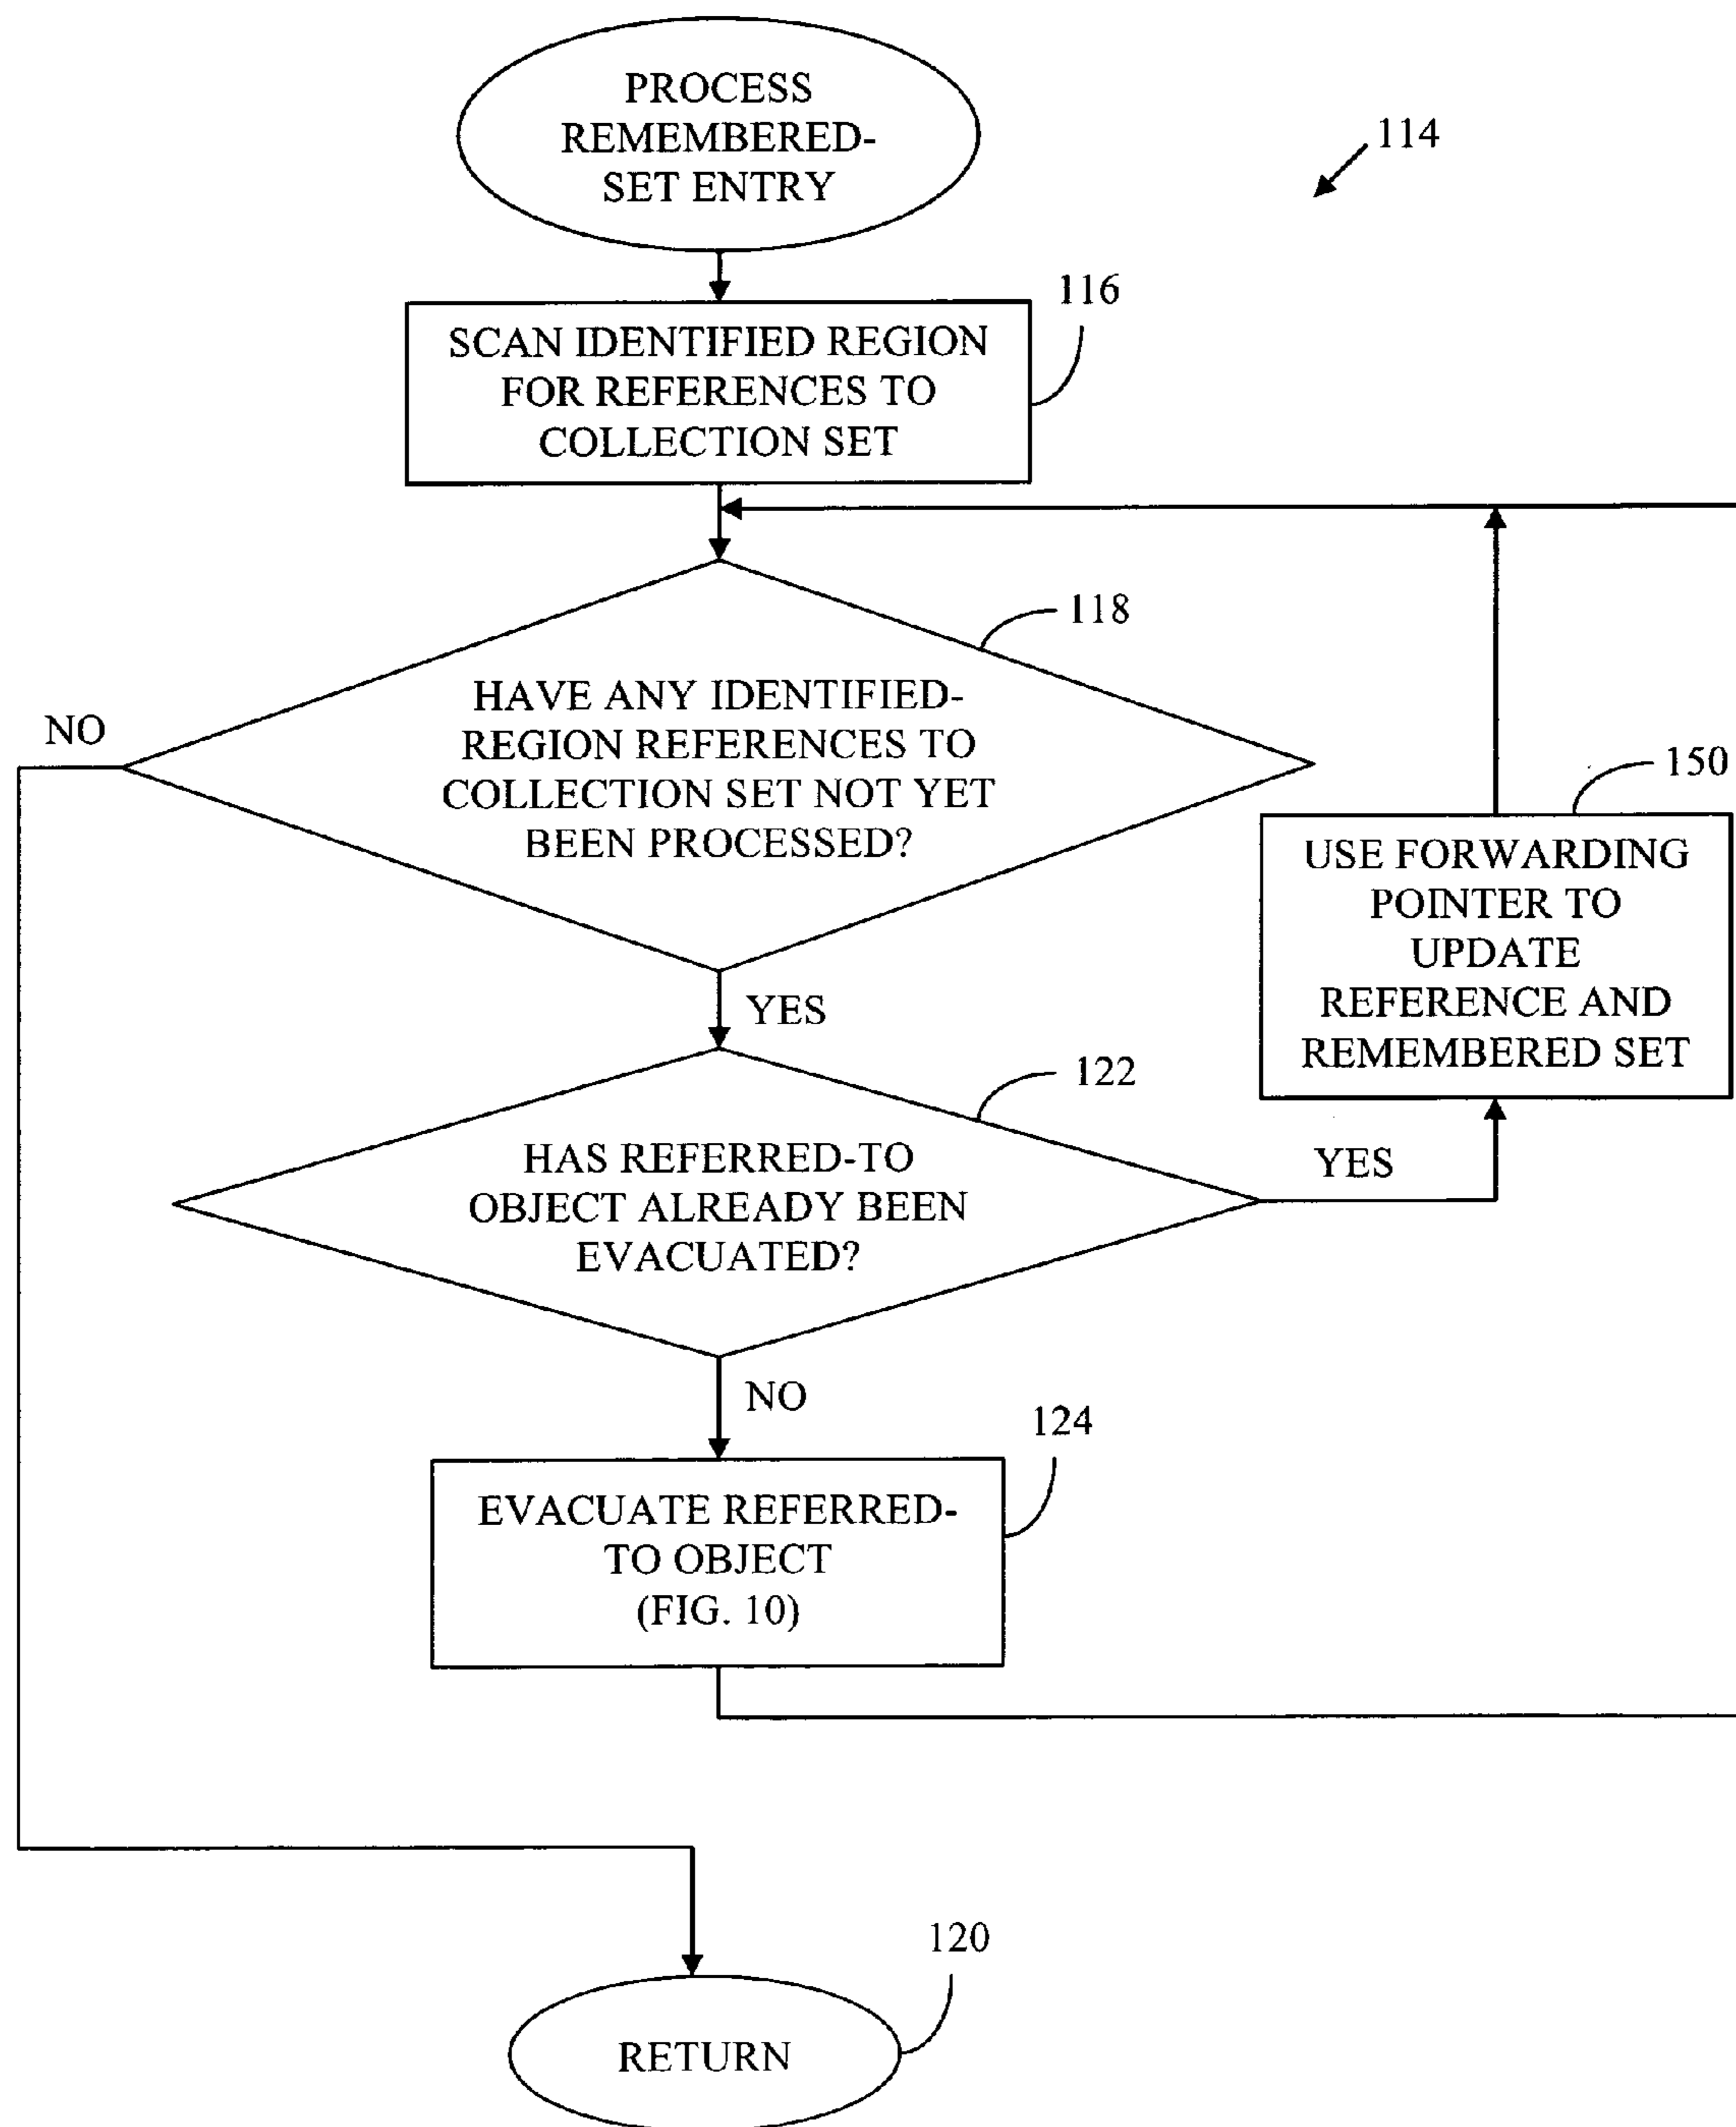 PROCESS
REMEMBERED-
SET ENTRY
114
116
SCAN IDENTIFIED REGION
FOR REFERENCES TO
COLLECTION SET
118
HAVE ANY IDENTIFIED-
REGION REFERENCES TO
COLLECTION SET NOT YET
BEEN PROCESSED?
NO
150
USE FORWARDING
POINTER TO
UPDATE
REFERENCE AND
REMEMBERED SET
YES
122
HAS REFERRED-TO
OBJECT ALREADY BEEN
EVACUATED?
YES
NO
124
EVACUATE REFERRED-
TO OBJECT
(FIG. 10)
120
RETURN